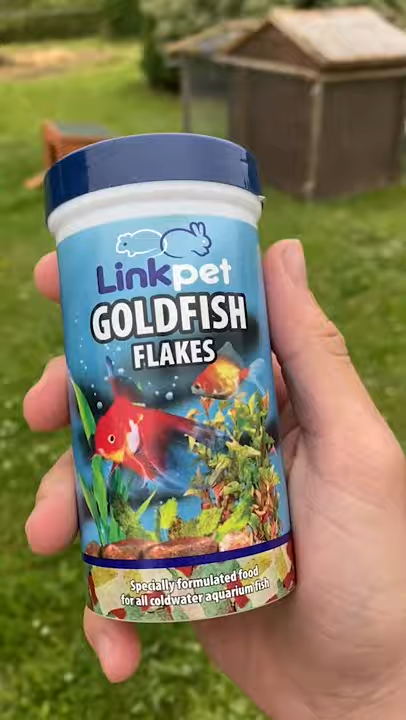 Linkpet
GOLDFISH
FLAKES
Specially formulated food
for all coldwater aquarium fish